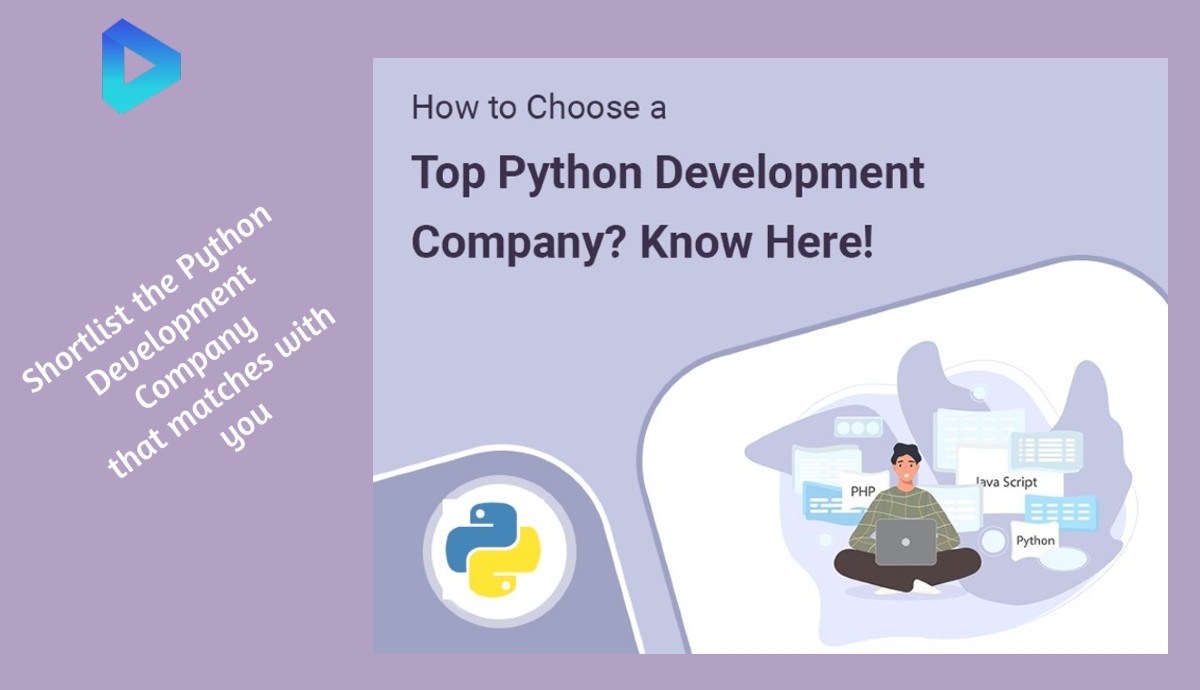 Shortlist the Python
Development
Company
that matches with
you
How to Choose a
Top Python Development
Company? Know Here!
PHP
Java Script
Python